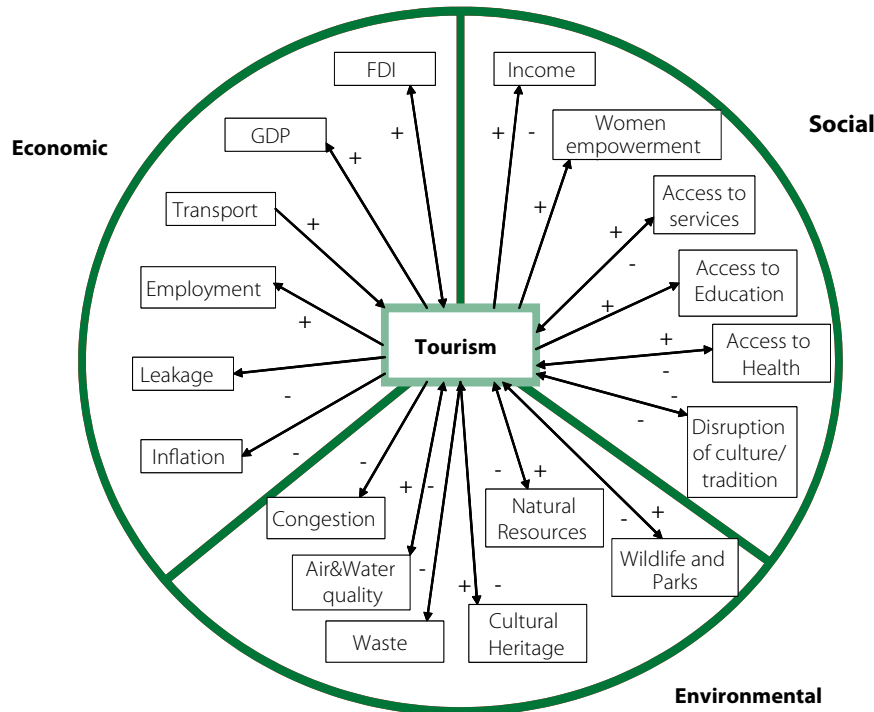 FDI
Income
Social
Women
empowerment
GDP
Economic
+
+
-
+
Transport
Access to
services
+
+
+
-
Employment
Access to
Education
+
+
Tourism
+
Access to
Health
Leakage
-
-
-
-
-
Disruption
of culture/
tradition
Inflation
-
-
-
+
+
-
Natural
Resources
Congestion
-
+
Wildlife and
Parks
Air&Water
quality
-
+
-
Waste
Cultural
Heritage
Environmental